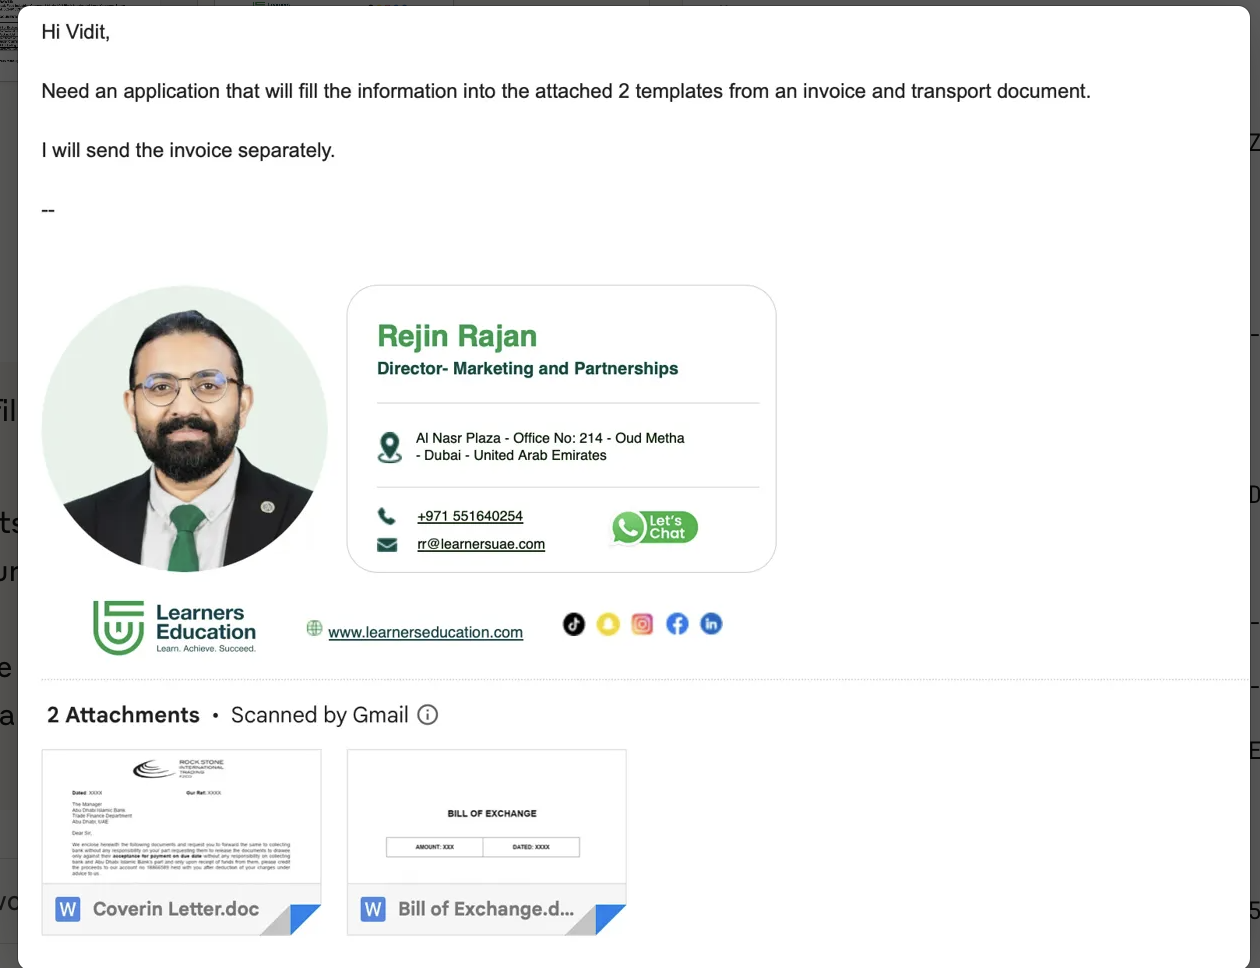 Hi Vidit,
Need an application that will fill the information into the attached 2 templates from an invoice and transport document.
I will send the invoice separately.
--
Rejin Rajan
Director- Marketing and Partnerships
Al Nasr Plaza - Office No: 214 - Oud Metha
- Dubai - United Arab Emirates
+971 551640254
Let's
Chat
rr@learnersuae.com
Learners
Education
Learn. Achieve. Succeed.
www.learnerseducation.com
2 Attachments • Scanned by Gmail
ROCK STONE
INTERNATIONAL
TRADING
Dated: XXXX Our Ref: XXXX
The Manager
Abu Dhabi Islamic Bank
Trade Finance Department
Abu Dhabi, UAE
Dear Sir,
We enclose herewith the following documents and request you to forward the same to collecting
bank without any responsibility on your part requesting them to release the documents to drawee
only against their acceptance for payment on due date without any responsibility on collecting
bank and Abu Dhabi Islamic Bank's part and only upon receipt of funds from them, please credit
the proceeds to our account no. held with you after deduction of your charges under
advice to us.
W Coverin Letter.doc
BILL OF EXCHANGE
AMOUNT: XXX DATED: XXXX
W Bill of Exchange.d...